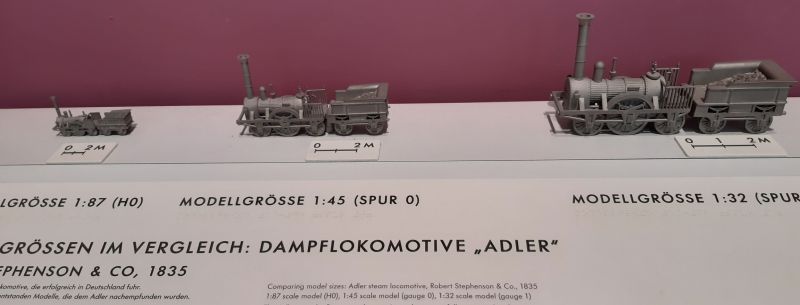 0 2 M
0 2 M
0 1 2 M
LGRÖSSE 1:87 (H0)
MODELLGRÖSSE 1:45 (SPUR 0)
MODELLGRÖSSE 1:32 (SPUR
GRÖSSEN IM VERGLEICH: DAMPFLOKOMOTIVE „ADLER“
EPHENSON & CO, 1835
okomotive, die erfolgreich in Deutschland fuhr.
entstanden Modelle, die dem Adler nachempfunden wurden.
Comparing model sizes: Adler steam locomotive, Robert Stephenson & Co., 1835
1:87 scale model (H0), 1:45 scale model (gauge 0), 1:32 scale model (gauge 1)